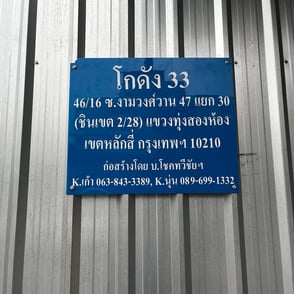 โกดัง 33
46/16 ซ.งามวงศ์วาน 47 แยก 30
(ชินเขต 2/28) แขวงทุ่งสองห้อง
เขตหลักสี่ กรุงเทพฯ 10210
ก่อสร้างโดย บ.โชคทวีชัยฯ
K.เก๋า 063-843-3389, K.นุ่น 089-699-1332